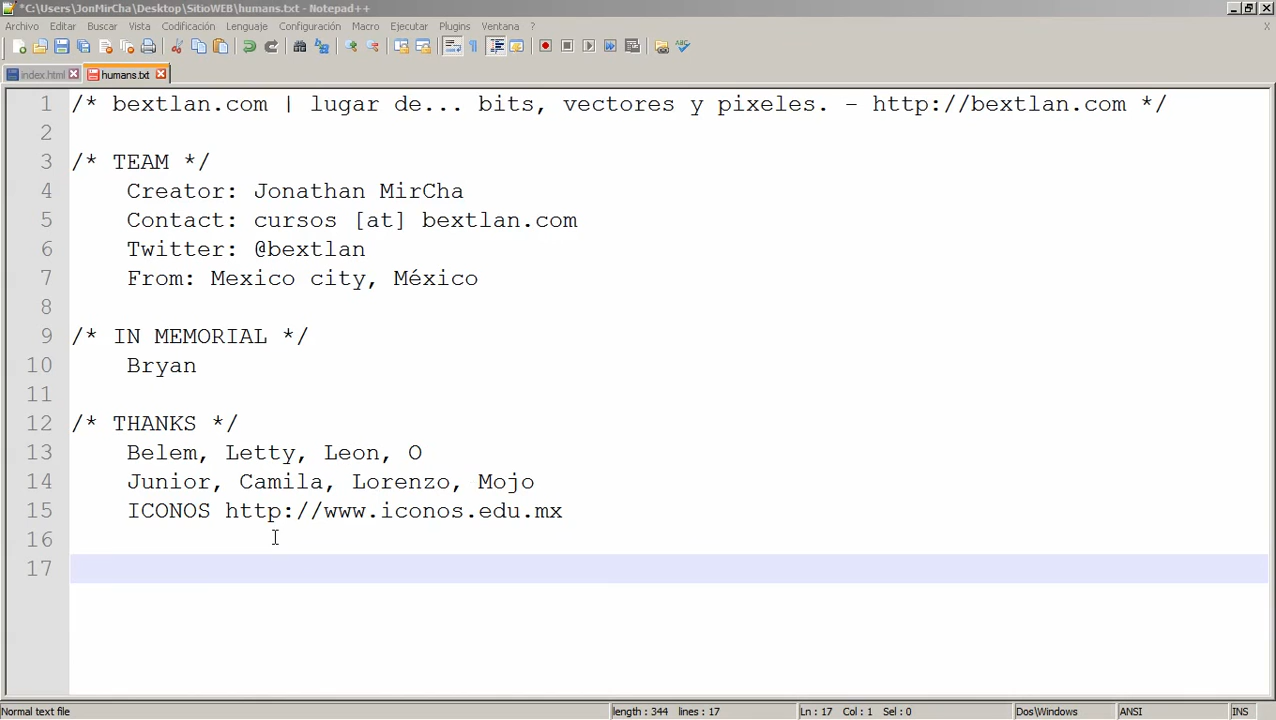 *C:\Users\JonMirCha\Desktop\SitioWEB\humans.txt - Notepad++
Archivo Editar Buscar Vista Codificación Lenguaje Configuración Macro Ejecutar Plugins Ventana ? X
index.html humans.txt
1 /* bextlan.com | lugar de... bits, vectores y pixeles. - http://bextlan.com */
2
3 /* TEAM */
4 Creator: Jonathan MirCha
5 Contact: cursos [at] bextlan.com
6 Twitter: @bextlan
7 From: Mexico city, México
8
9 /* IN MEMORIAL */
10 Bryan
11
12 /* THANKS */
13 Belem, Letty, Leon, O
14 Junior, Camila, Lorenzo, Mojo
15 ICONOS http://www.iconos.edu.mx
16
17
Normal text file length : 344 lines : 17 Ln : 17 Col : 1 Sel : 0 Dos\Windows ANSI INS